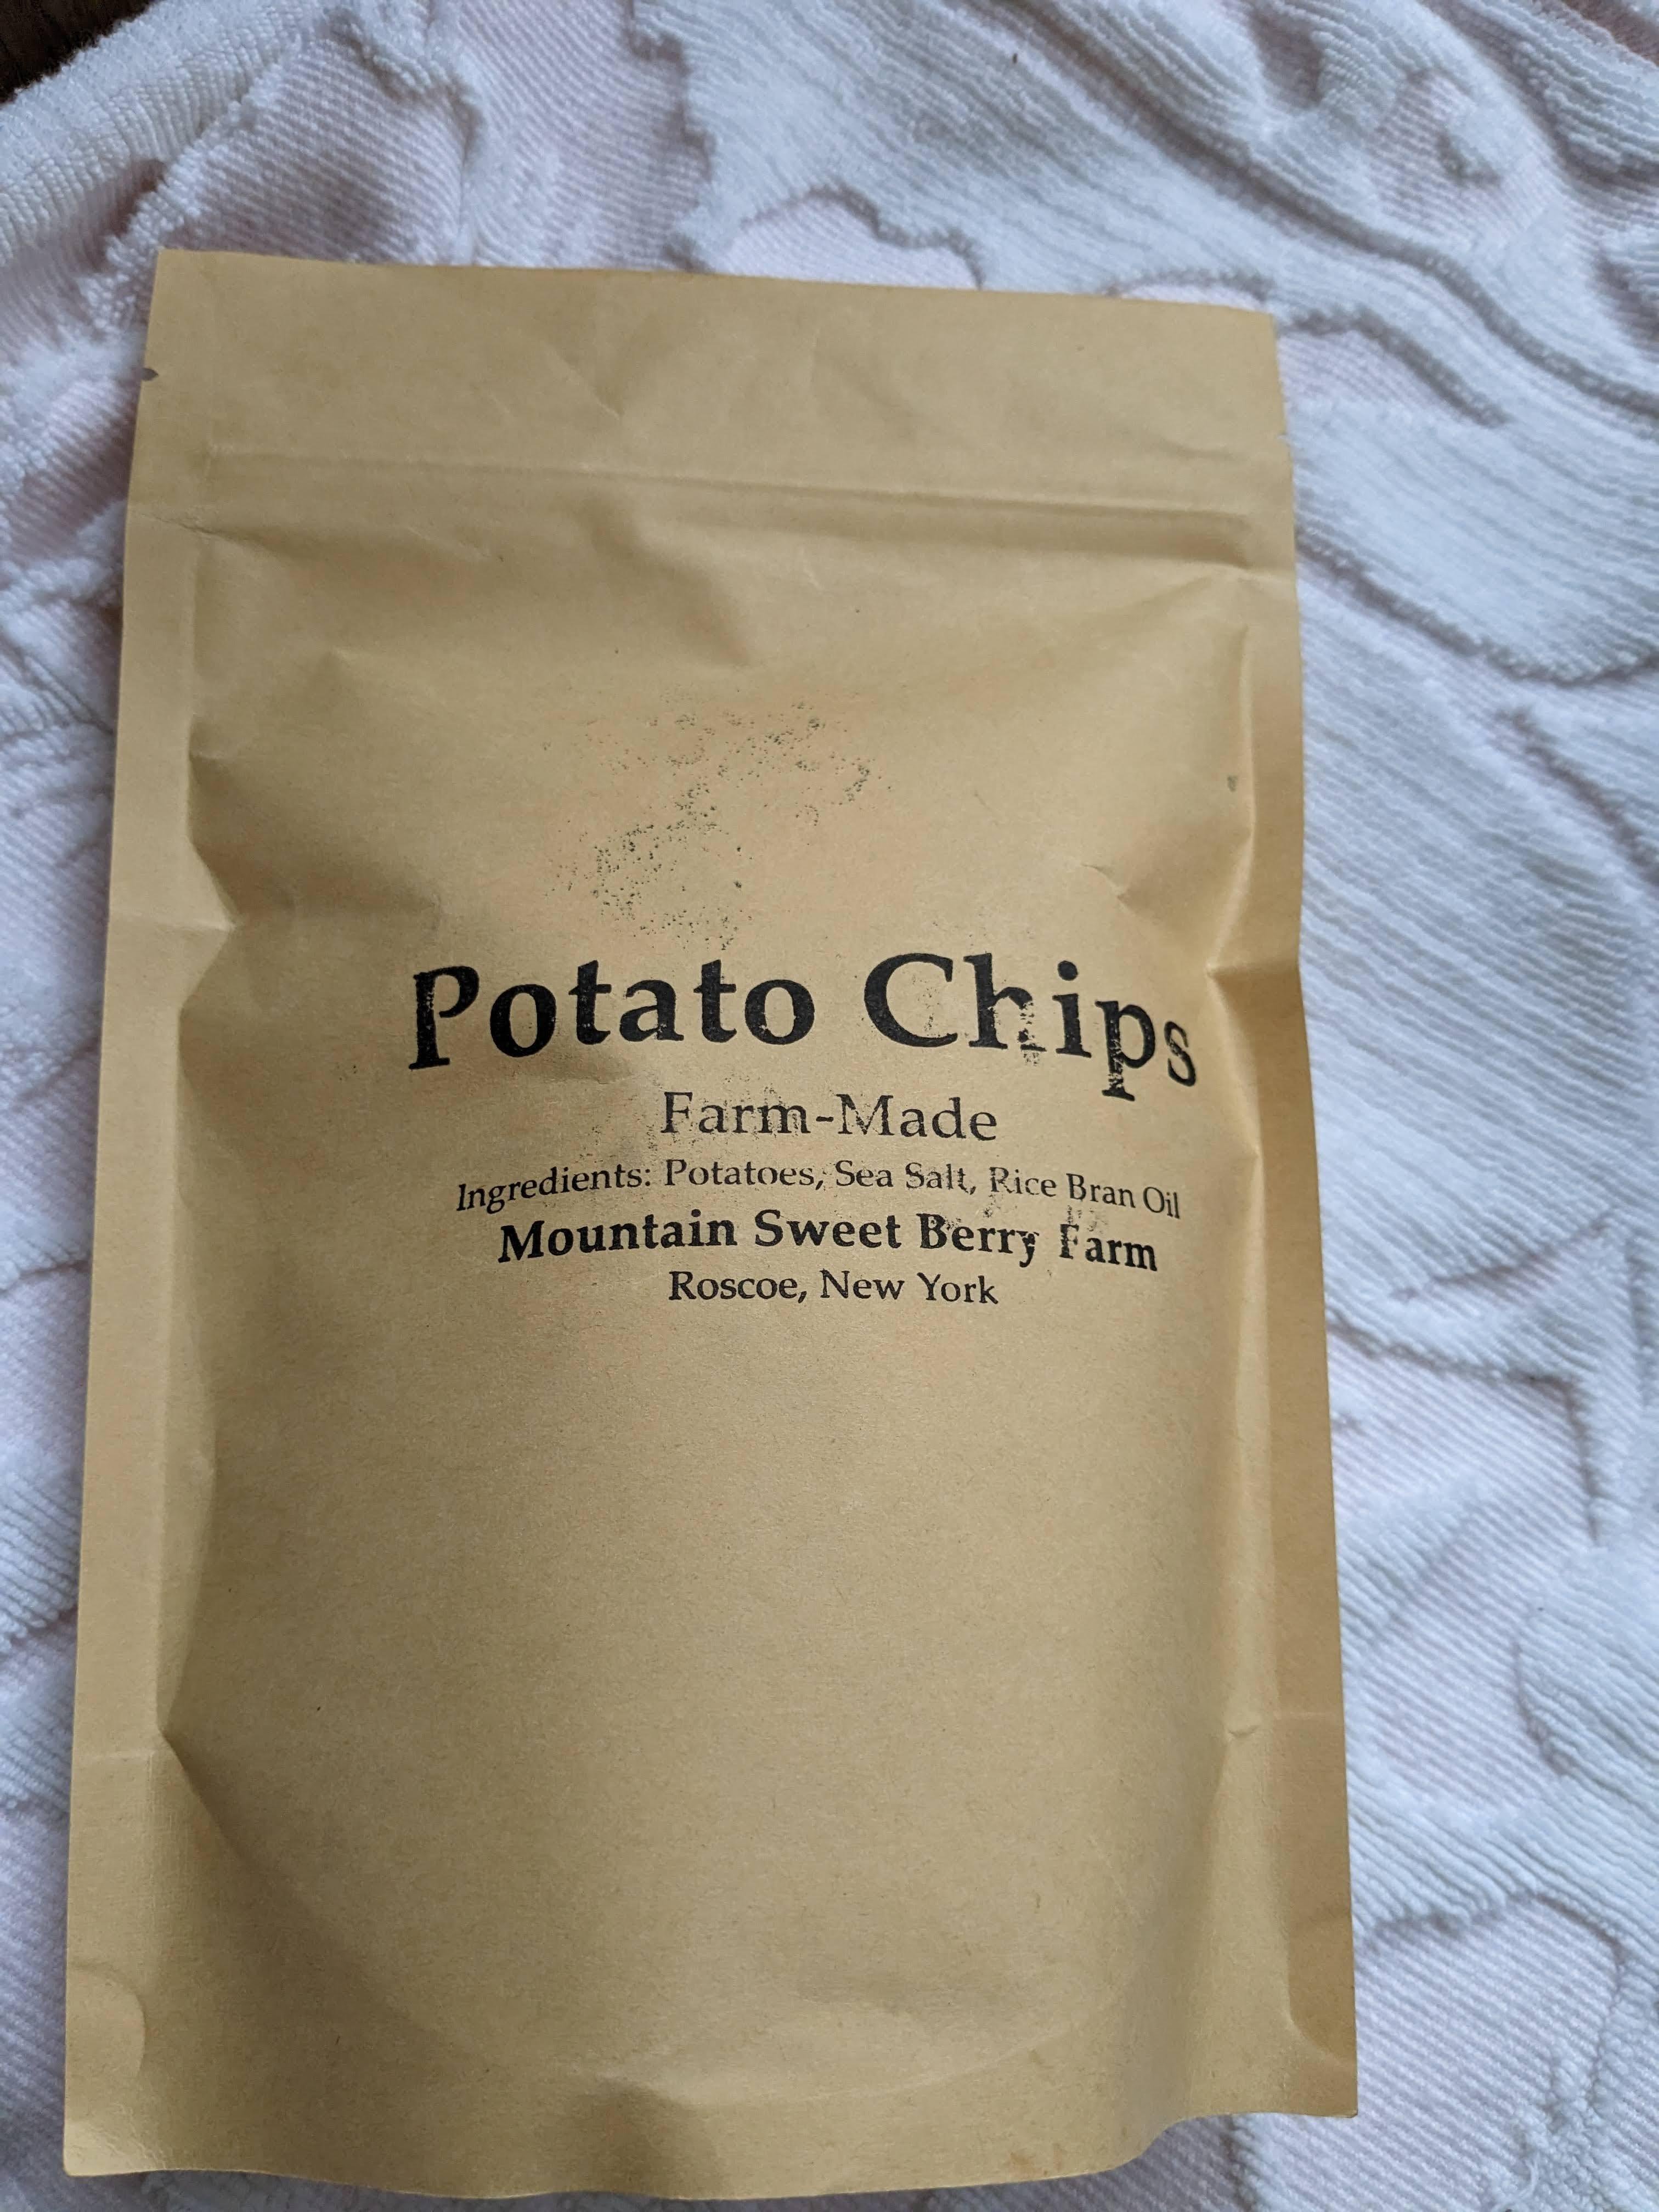 Potato Chips
Farm-Made
Ingredients: Potatoes, Sea Salt, Rice Bran Oil
Mountain Sweet Berry Farm
Roscoe, New York